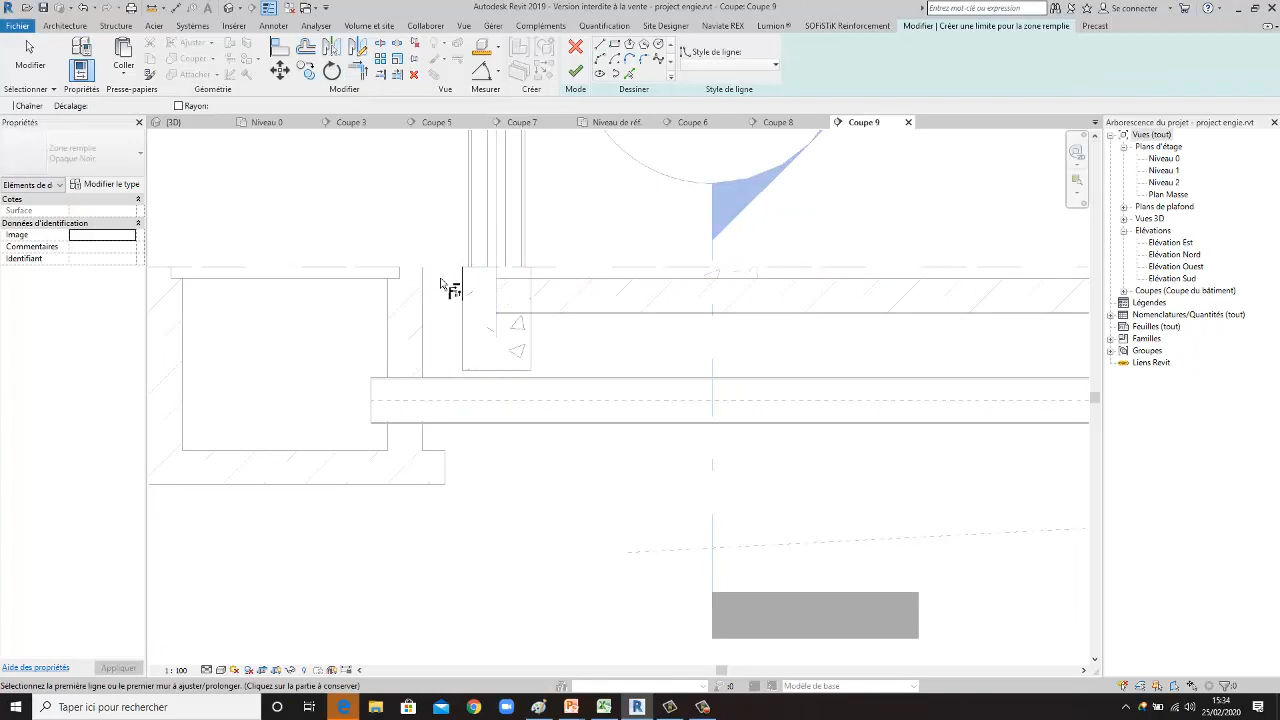 Autodesk Revit 2019 - Version interdite à la vente - project engie.rvt - Coupe: Coupe 9
Entrez mot-clé ou expression
Se connecter
Fichier Architecture Structure Acier Systèmes Insérer Annoter Analyser Volume et site Collaborer Vue Gérer Compléments Quantification Site Designer Navite REX Lumion® SOFiSTiK Reinforcement Modifier | Créer une limite pour la zone remplie Precast
Modifier
Coller
Ajuster
Couper
Attacher
Style de ligne:
Sélectionner Propriétés Presse-papiers Géométrie Modifier Vue Mesurer Créer Mode Dessiner Style de ligne
Chaîner Décalage: Rayon:
Propriétés
{3D} Niveau 0 Coupe 3 Coupe 5 Coupe 7 Niveau de réf. Coupe 6 Coupe 8 Coupe 9
Arborescence du projet - project engie.rvt
Zone remplie
Opaque Noir.
Eléments de d Modifier le type
Cotes
Surface
Données d'identification
Image
Commentaires
Identifiant
Vues (tout)
Plans d'étage
Niveau 0
Niveau 1
Niveau 2
Plan Masse
Plans de plafond
Vues 3D
Elévations
Elévation Est
Elévation Nord
Elévation Ouest
Elévation Sud
Coupes (Coupe du bâtiment)
Légendes
Nomenclatures/Quantités (tout)
Feuilles (tout)
Familles
Groupes
Liens Revit
Aide des propriétés Appliquer
1 : 100
Sélectionnez la première ligne ou le premier mur à ajuster/prolonger. (Cliquez sur la partie à conserver)
:0
Modèle de base
:0
Taper ici pour rechercher
15:34
25/02/2020